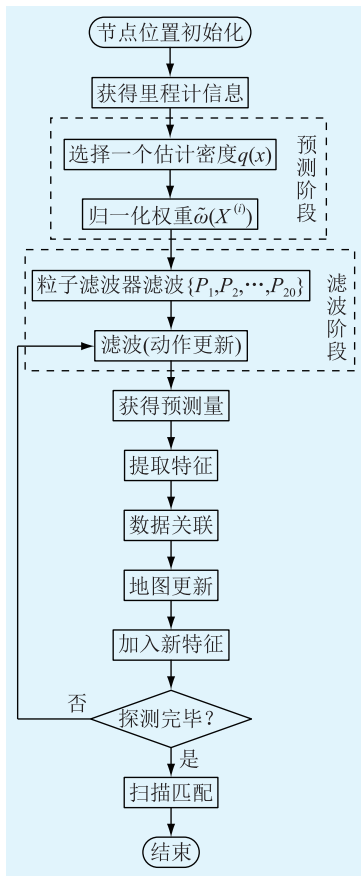 节点位置初始化
获得里程计信息
选择一个估计密度q(x)
归一化权重ω̃(X⁽ⁱ⁾)
预测阶段
粒子滤波器滤波{P₁,P₂,⋯,P₂₀}
滤波(动作更新)
滤波阶段
获得预测量
提取特征
数据关联
地图更新
加入新特征
探测完毕？
否
是
扫描匹配
结束